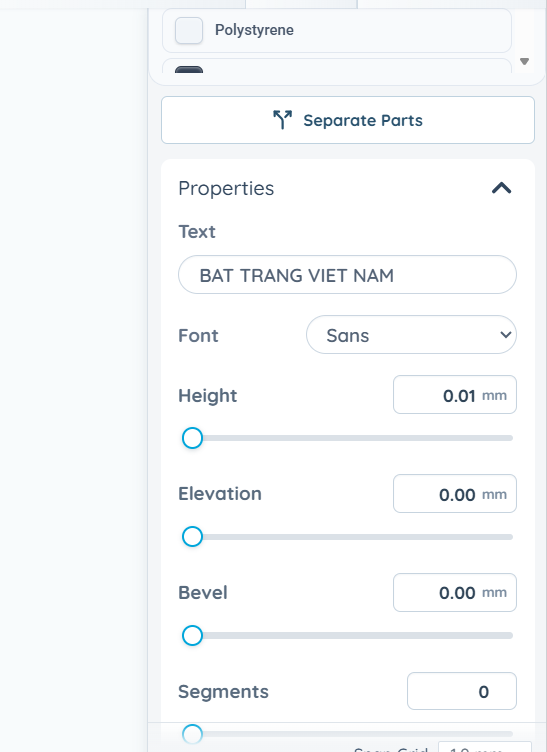 Polystyrene
Separate Parts
Properties
Text
BAT TRANG VIET NAM
Font Sans
Height 0.01 mm
Elevation 0.00 mm
Bevel 0.00 mm
Segments 0